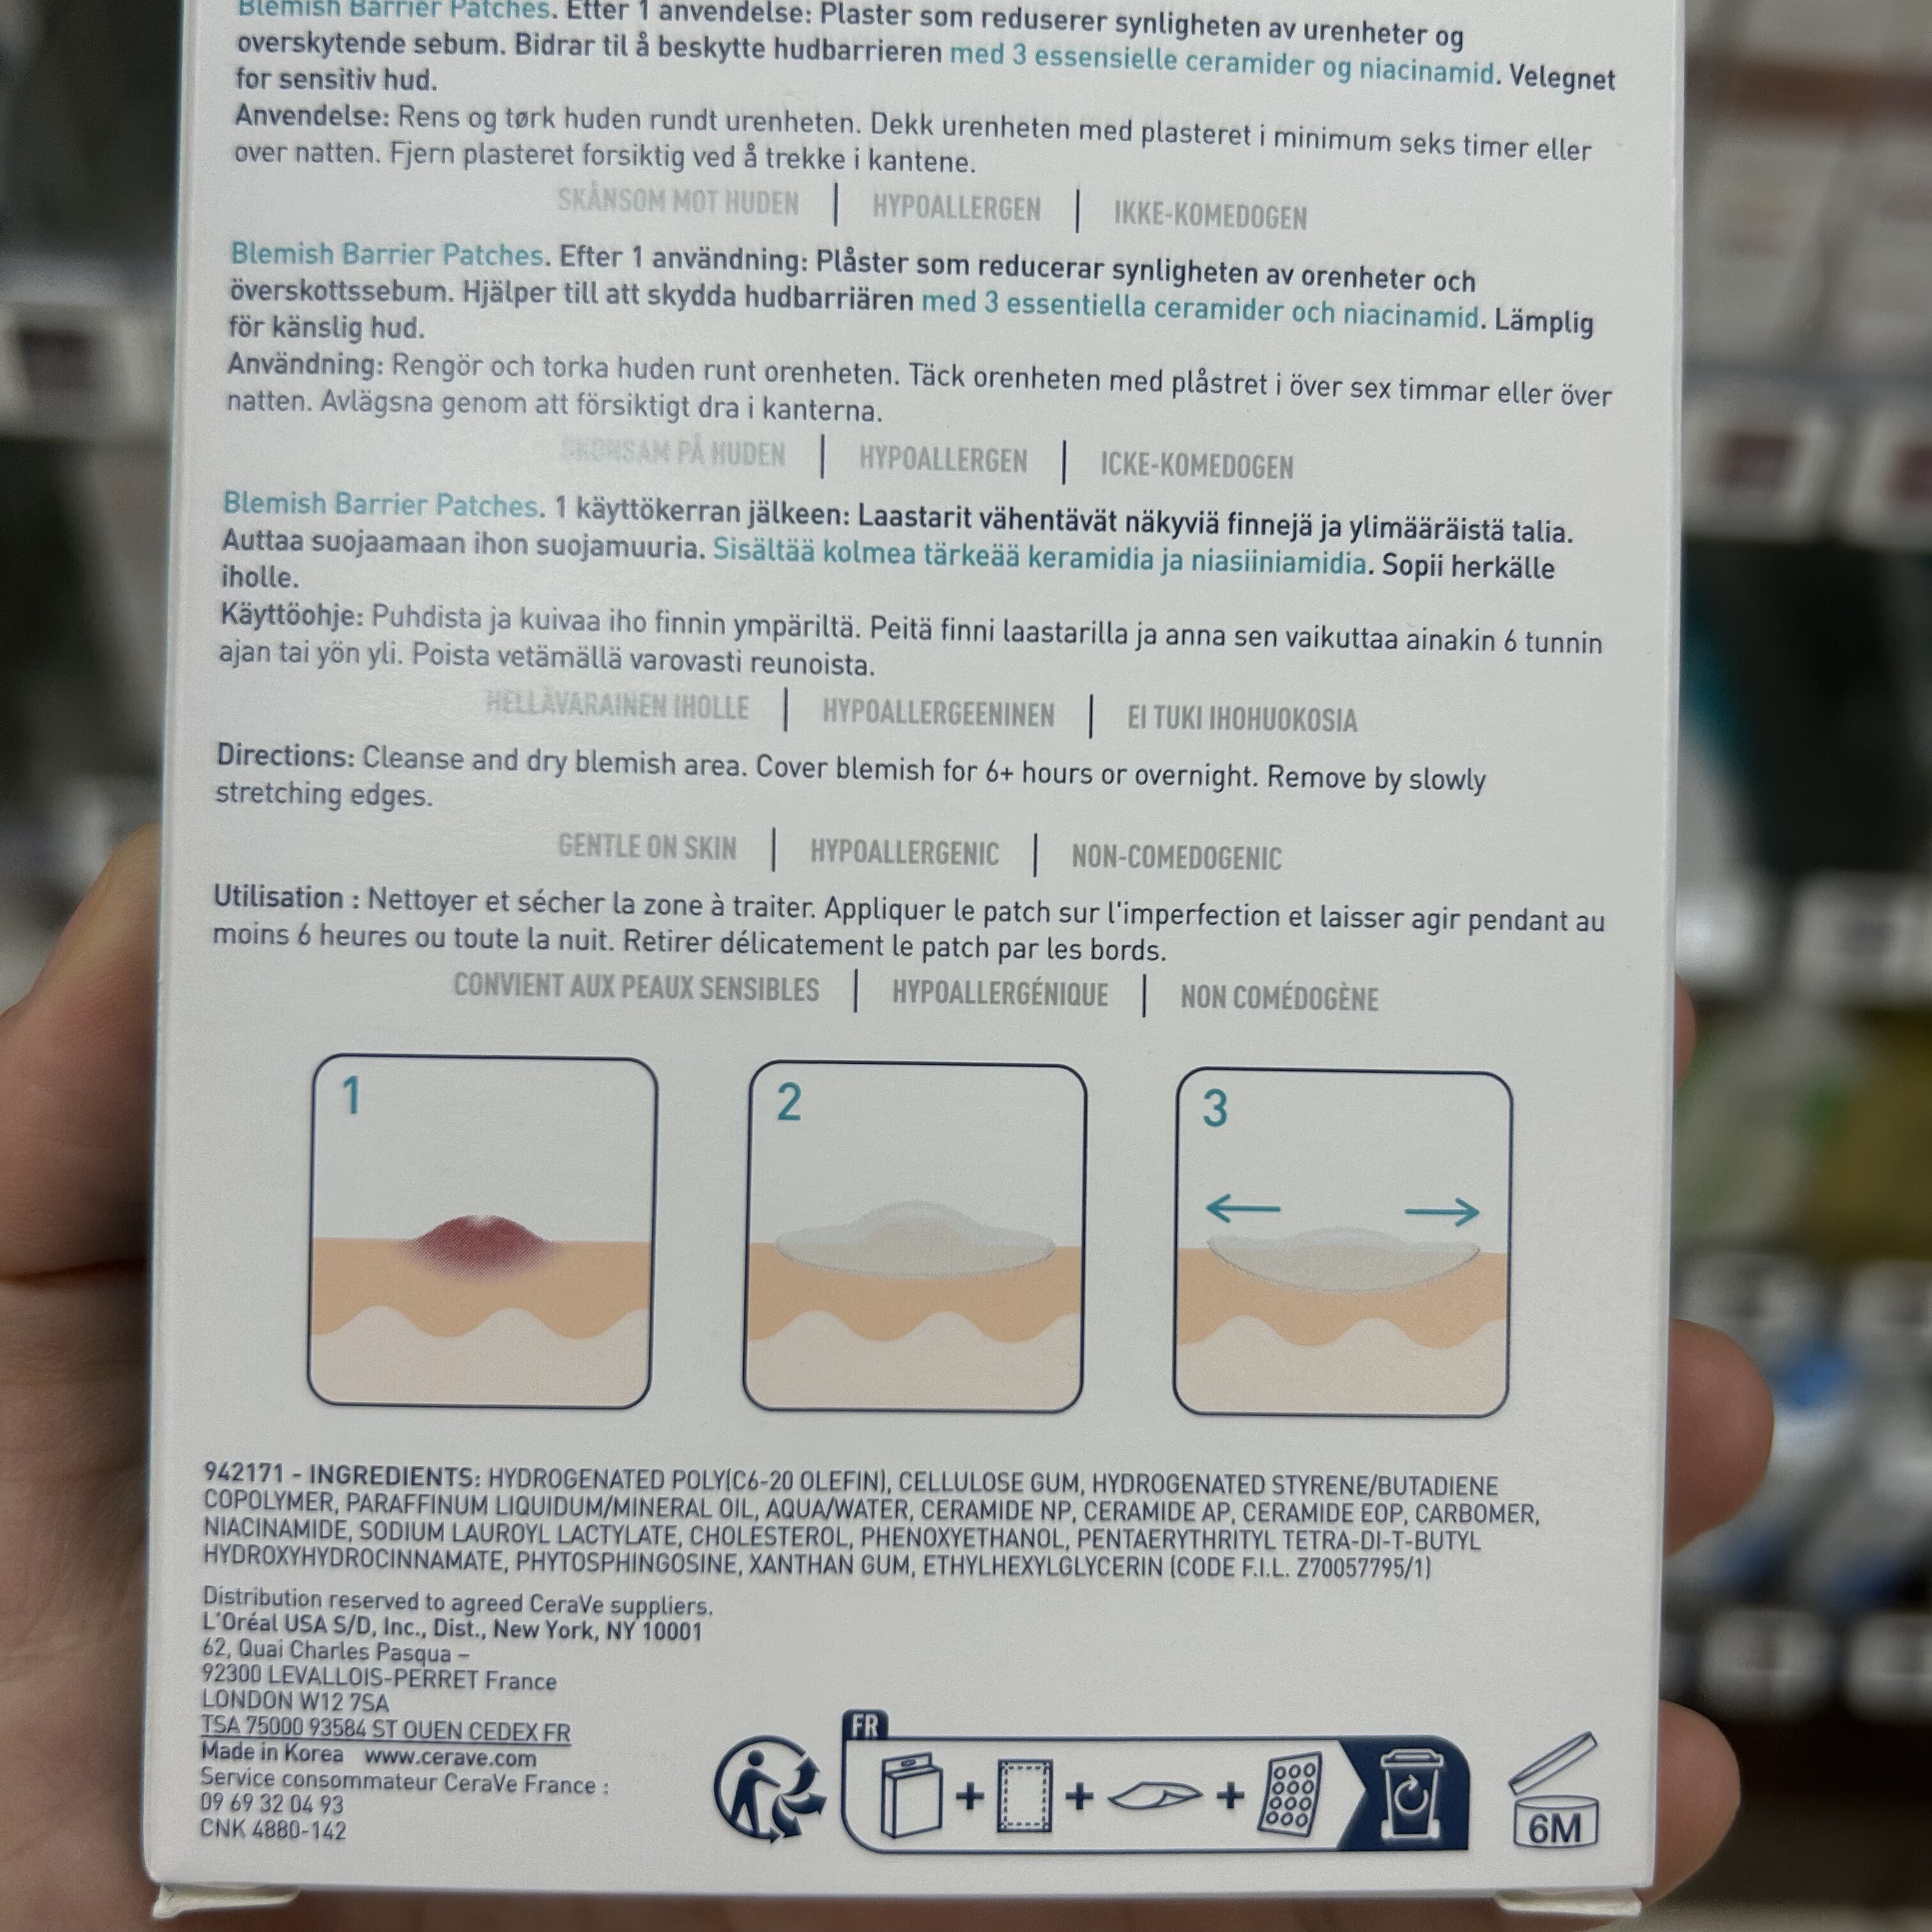 Blemish Barrier Patches. Etter 1 anvendelse: Plaster som reduserer synligheten av urenheter og
overskytende sebum. Bidrar til å beskytte hudbarrieren med 3 essensielle ceramider og niacinamid. Velegnet
for sensitiv hud.
Anvendelse: Rens og tørk huden rundt urenheten. Dekk urenheten med plasteret i minimum seks timer eller
over natten. Fjern plasteret forsiktig ved å trekke i kantene.
SKÅNSOM MOT HUDEN | HYPOALLERGEN | IKKE-KOMEDOGEN
Blemish Barrier Patches. Efter 1 användning: Plåster som reducerar synligheten av orenheter och
överskottssebum. Hjälper till att skydda hudbarriären med 3 essentiella ceramider och niacinamid. Lämplig
för känslig hud.
Användning: Rengör och torka huden runt orenheten. Täck orenheten med plåstret i över sex timmar eller över
natten. Avlägsna genom att försiktigt dra i kanterna.
SKONSAM PÅ HUDEN | HYPOALLERGEN | ICKE-KOMEDOGEN
Blemish Barrier Patches. 1 käyttökerran jälkeen: Laastarit vähentävät näkyviä finnejä ja ylimääräistä talia.
Auttaa suojaamaan ihon suojamuuria. Sisältää kolmea tärkeää keramidia ja niasiiniamidia. Sopii herkälle
iholle.
Käyttöohje: Puhdista ja kuivaa iho finnin ympäriltä. Peitä finni laastarilla ja anna sen vaikuttaa ainakin 6 tunnin
ajan tai yön yli. Poista vetämällä varovasti reunoista.
HELLÄVARAINEN IHOLLE | HYPOALLERGEENINEN | EI TUKI IHOHUOKOSIA
Directions: Cleanse and dry blemish area. Cover blemish for 6+ hours or overnight. Remove by slowly
stretching edges.
GENTLE ON SKIN | HYPOALLERGENIC | NON-COMEDOGENIC
Utilisation : Nettoyer et sécher la zone à traiter. Appliquer le patch sur l'imperfection et laisser agir pendant au
moins 6 heures ou toute la nuit. Retirer délicatement le patch par les bords.
CONVIENT AUX PEAUX SENSIBLES | HYPOALLERGÉNIQUE | NON COMÉDOGÈNE
1 2 3
942171 - INGREDIENTS: HYDROGENATED POLY(C6-20 OLEFIN), CELLULOSE GUM, HYDROGENATED STYRENE/BUTADIENE
COPOLYMER, PARAFFINUM LIQUIDUM/MINERAL OIL, AQUA/WATER, CERAMIDE NP, CERAMIDE AP, CERAMIDE EOP, CARBOMER,
NIACINAMIDE, SODIUM LAUROYL LACTYLATE, CHOLESTEROL, PHENOXYETHANOL, PENTAERYTHRITYL TETRA-DI-T-BUTYL
HYDROXYHYDROCINNAMATE, PHYTOSPHINGOSINE, XANTHAN GUM, ETHYLHEXYLGLYCERIN (CODE F.I.L. Z70057795/1)
Distribution reserved to agreed CeraVe suppliers.
L'Oréal USA S/D, Inc., Dist., New York, NY 10001
62, Quai Charles Pasqua –
92300 LEVALLOIS-PERRET France
LONDON W12 7SA
TSA 75000 93584 ST OUEN CEDEX FR
Made in Korea www.cerave.com
Service consommateur CeraVe France :
09 69 32 04 93
CNK 4880-142
FR
6M